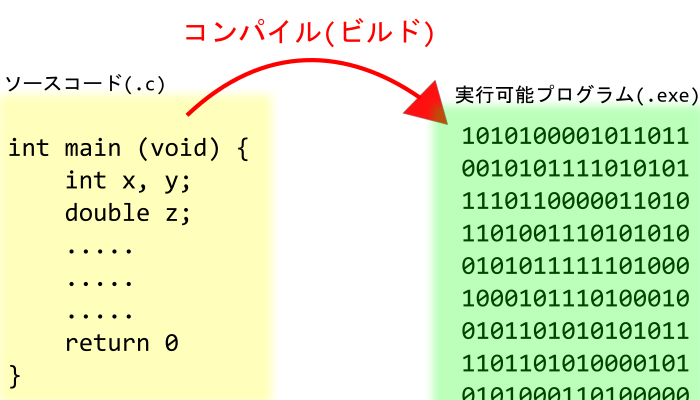 コンパイル(ビルド)
ソースコード(.c)
int main (void) {
int x, y;
double z;
.....
.....
.....
return 0
}
実行可能プログラム(.exe)
1010100001011011
0010101111010101
1110110000011010
1101001110101010
0101011111101000
1000101110100010
0101101010101011
1101101010000101
0101000110100000